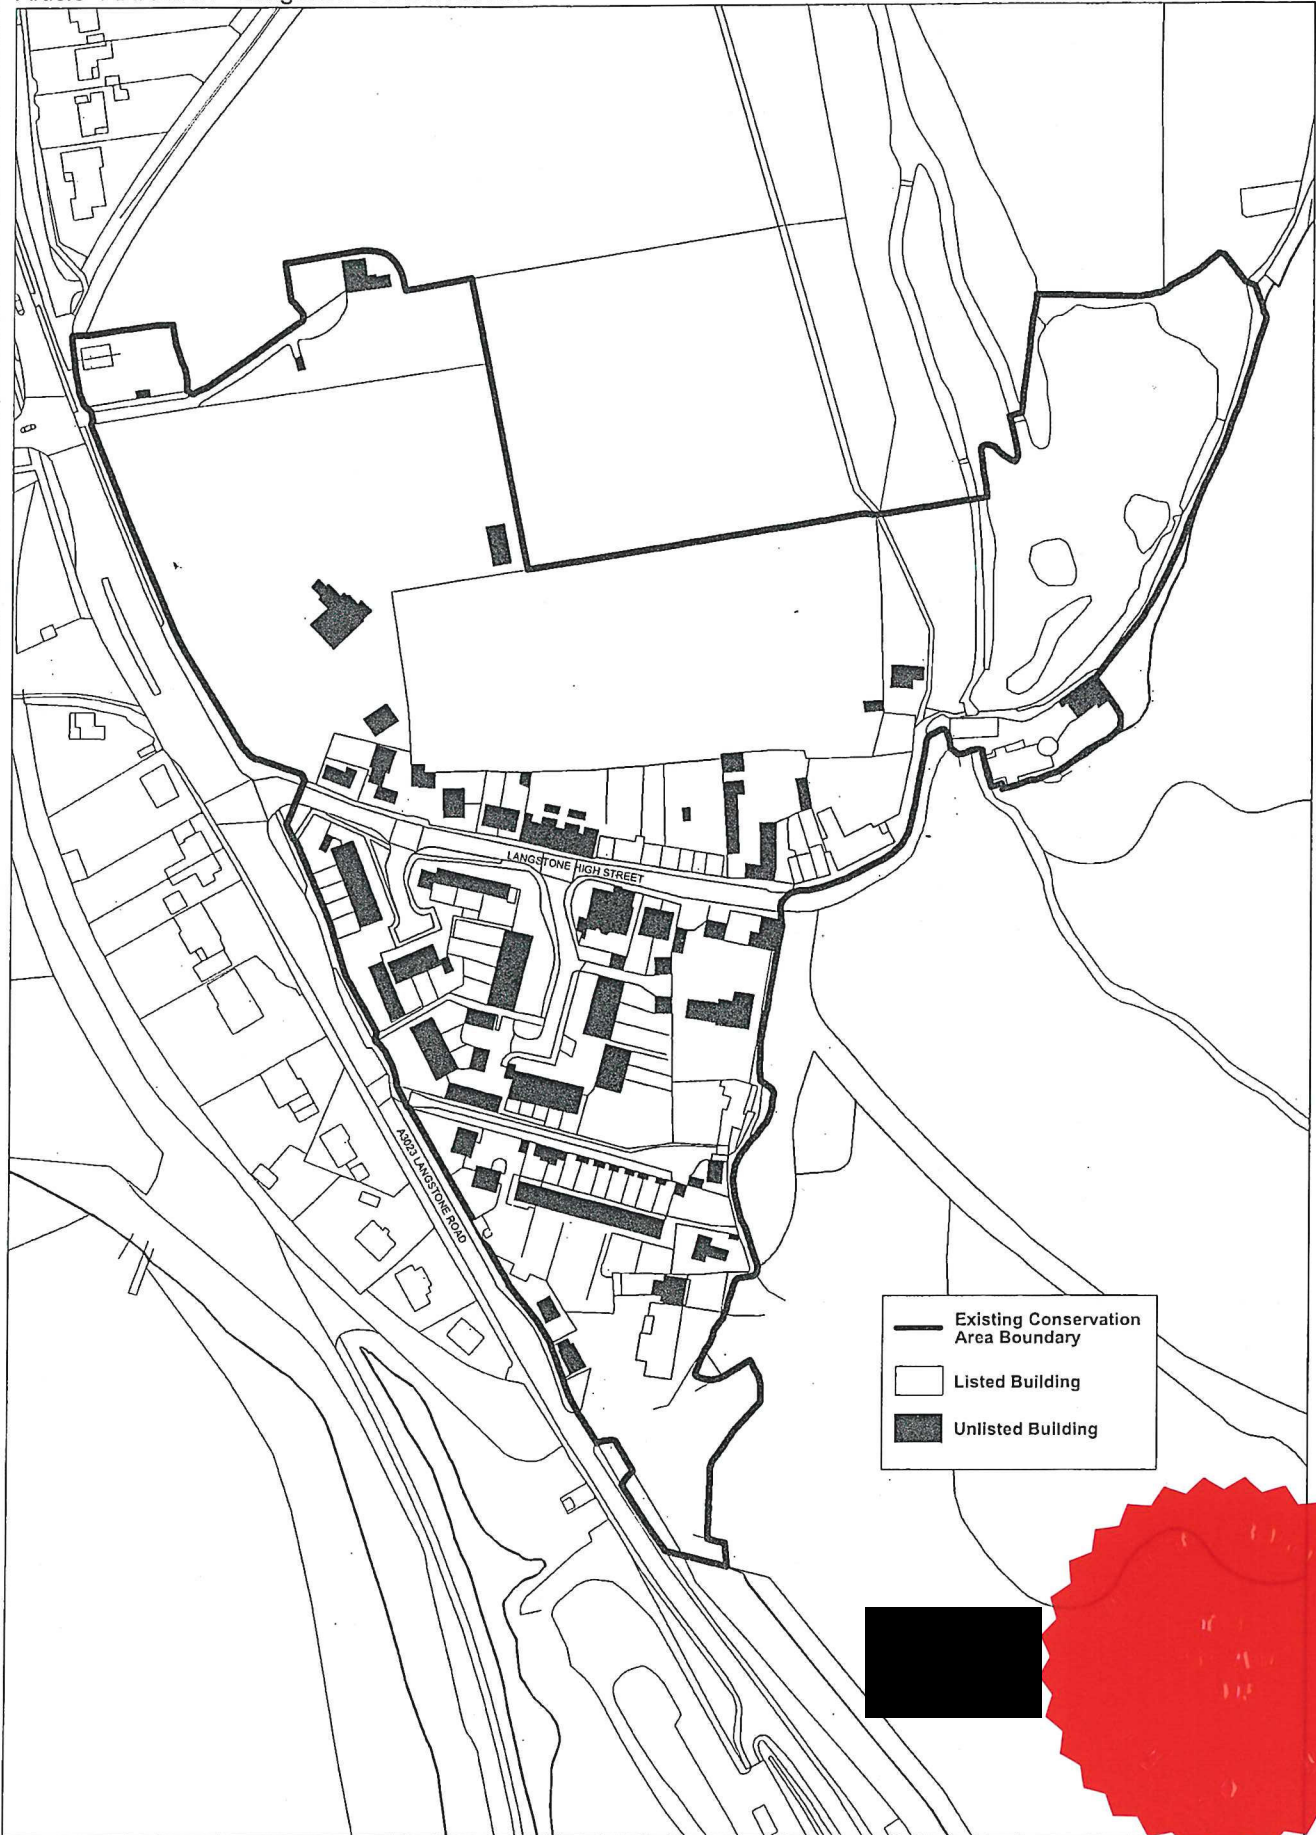 LANGSTONE HIGH STREET
A3023 LANGSTONE ROAD
Existing Conservation
Area Boundary
Listed Building
Unlisted Building